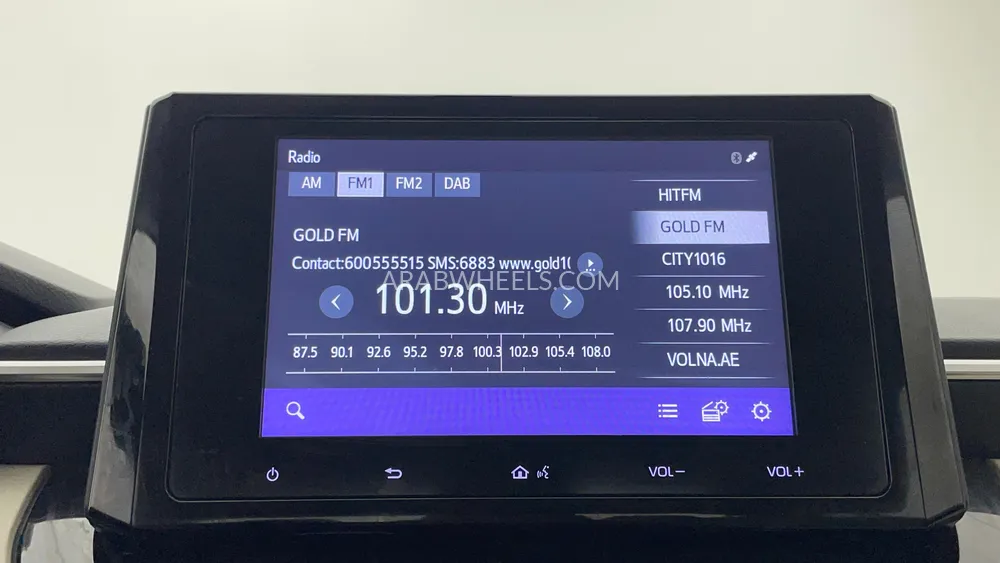 Radio
AM FM1 FM2 DAB
GOLD FM
Contact:600555515 SMS:6883 www.gold10
101.30 MHz
87.5 90.1 92.6 95.2 97.8 100.3 102.9 105.4 108.0
HITFM
GOLD FM
CITY1016
105.10 MHz
107.90 MHz
VOLNA.AE
VOL− VOL+
ARABWHEELS.COM